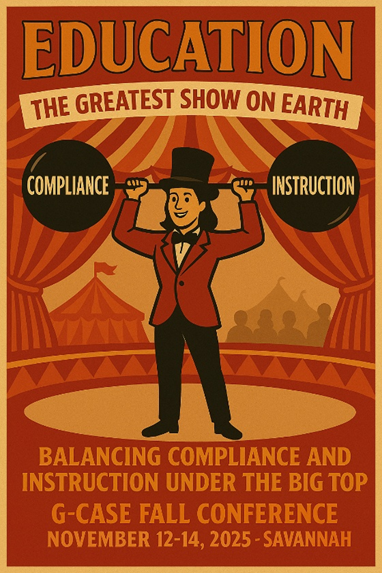 EDUCATION
THE GREATEST SHOW ON EARTH
COMPLIANCE
INSTRUCTION
BALANCING COMPLIANCE AND
INSTRUCTION UNDER THE BIG TOP
G-CASE FALL CONFERENCE
NOVEMBER 12-14, 2025 - SAVANNAH